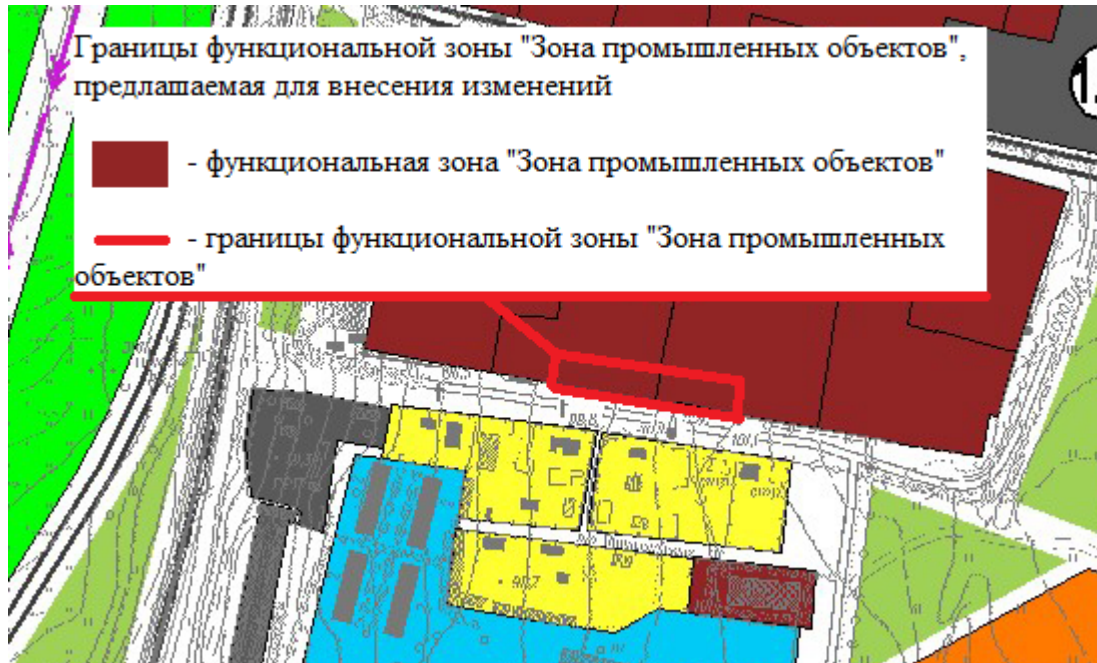 Границы функциональной зоны "Зона промышленных объектов",
предлашаемая для внесения изменений
- функциональная зона "Зона промышленных объектов"
- границы функциональной зоны "Зона промышленных
объектов"